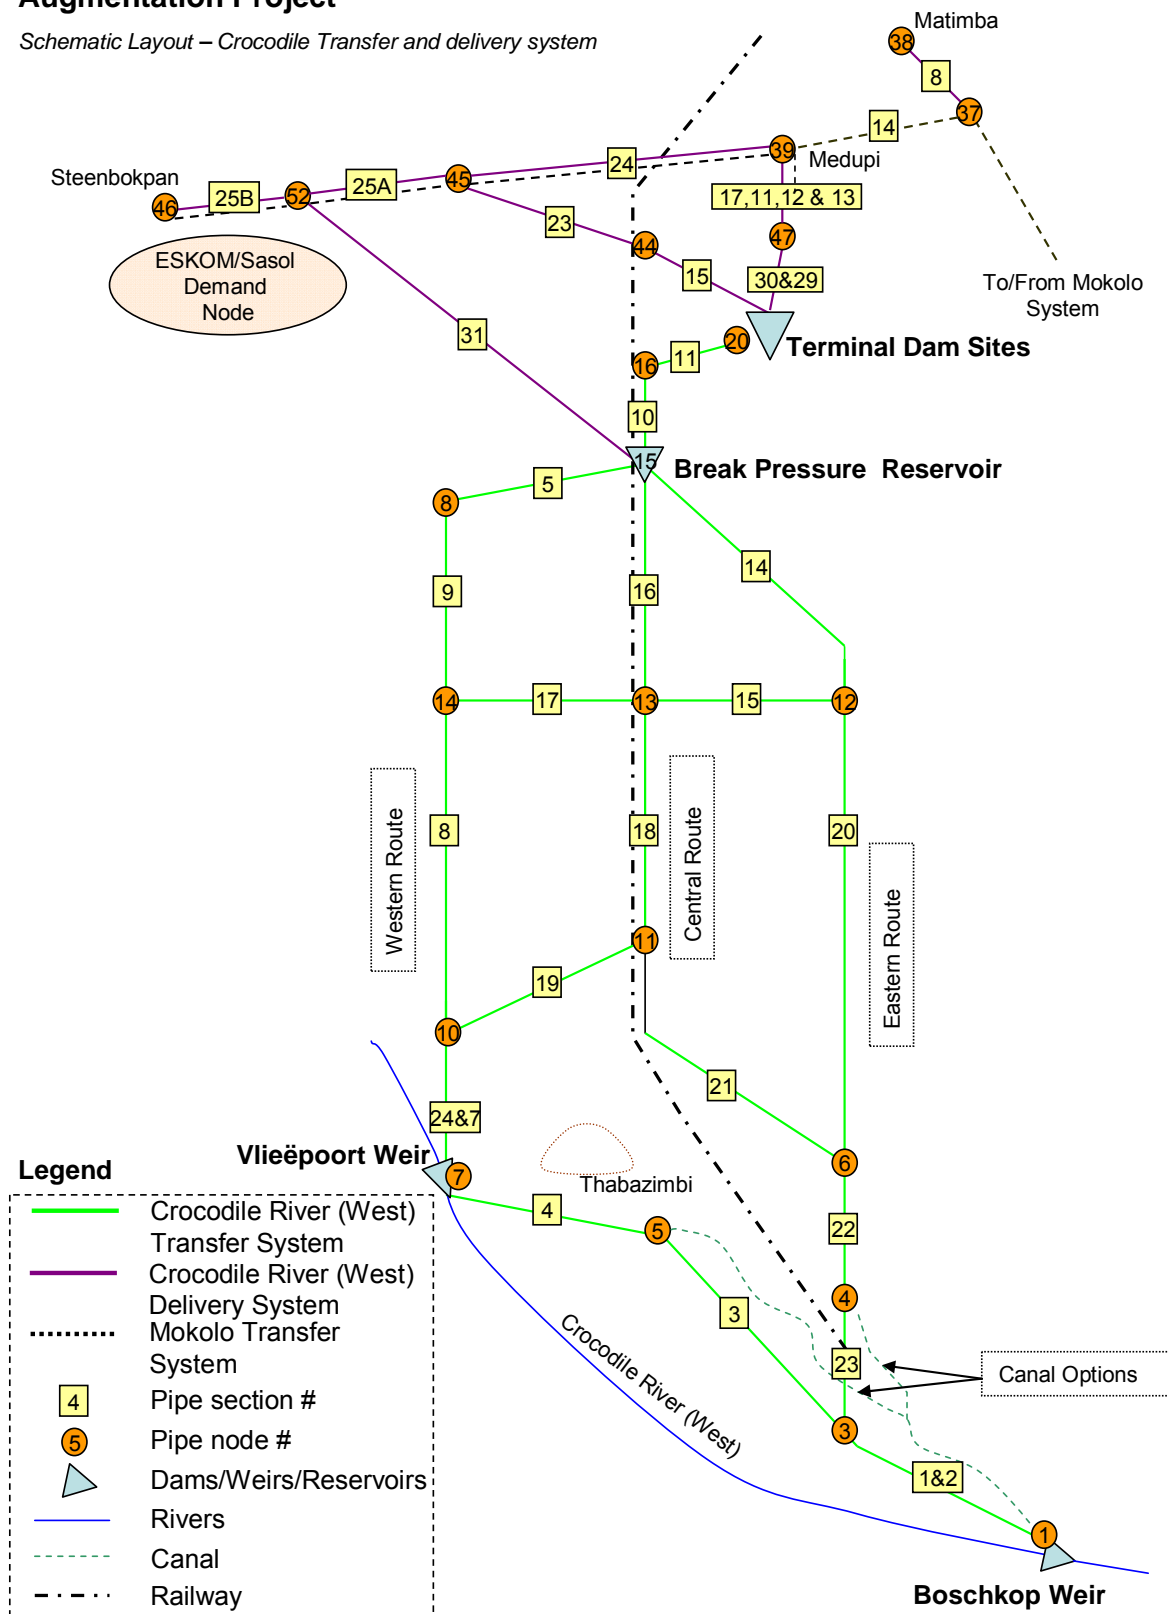 Augmentation Project
Schematic Layout – Crocodile Transfer and delivery system
Matimba
38
8
37
14
39
Medupi
24
45
25A
52
25B
Steenbokpan
46
17,11,12 & 13
23
47
44
15
30&29
To/From Mokolo
System
ESKOM/Sasol
Demand
Node
31
20
Terminal Dam Sites
11
16
10
15
Break Pressure  Reservoir
5
8
14
9
16
14
17
13
15
12
Western Route
8
18
Central Route
20
Eastern Route
11
19
10
21
24&7
6
Vlieëpoort Weir
7
Thabazimbi
4
5
22
4
3
Crocodile River (West)
23
Canal Options
3
1&2
1
Boschkop Weir
Legend
Crocodile River (West)
Transfer System
Crocodile River (West)
Delivery System
Mokolo Transfer
System
4
Pipe section #
5
Pipe node #
Dams/Weirs/Reservoirs
Rivers
Canal
Railway